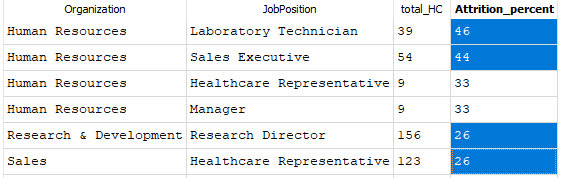 Organization JobPosition total_HC Attrition_percent
Human Resources Laboratory Technician 39 46
Human Resources Sales Executive 54 44
Human Resources Healthcare Representative 9 33
Human Resources Manager 9 33
Research & Development Research Director 156 26
Sales Healthcare Representative 123 26